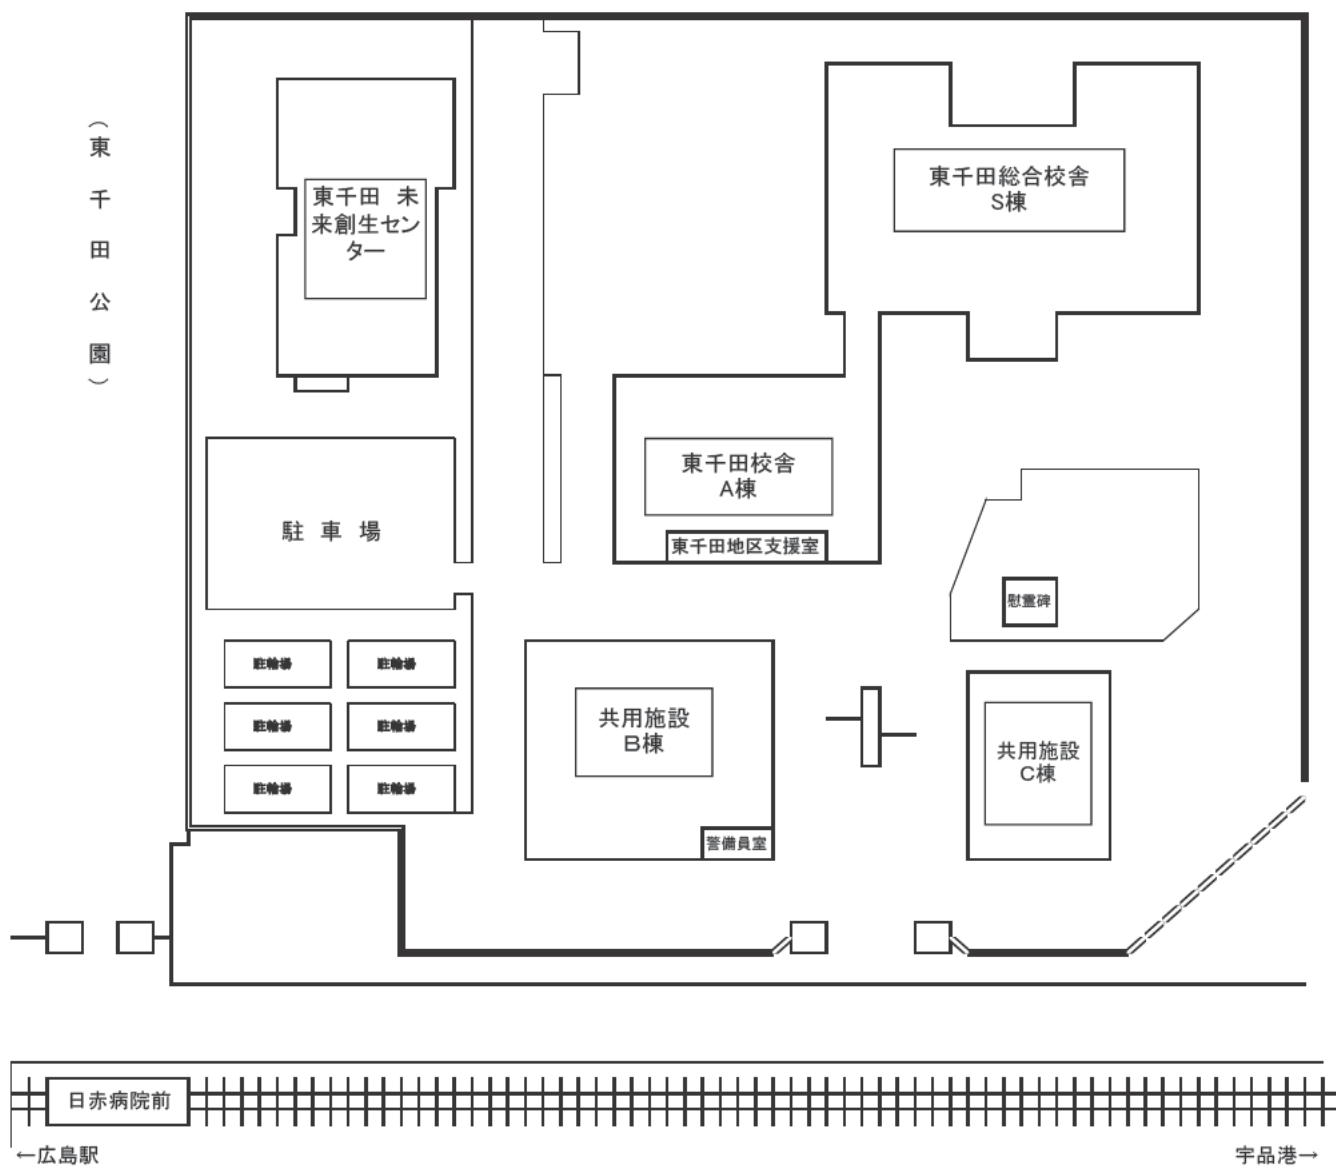 （東千田公園）
東千田 未
来創生セン
ター
東千田総合校舎
S棟
東千田校舎
A棟
東千田地区支援室
駐 車 場
慰霊碑
駐輪場
駐輪場
駐輪場
駐輪場
駐輪場
駐輪場
共用施設
B棟
警備員室
共用施設
C棟
日赤病院前
←広島駅
宇品港→